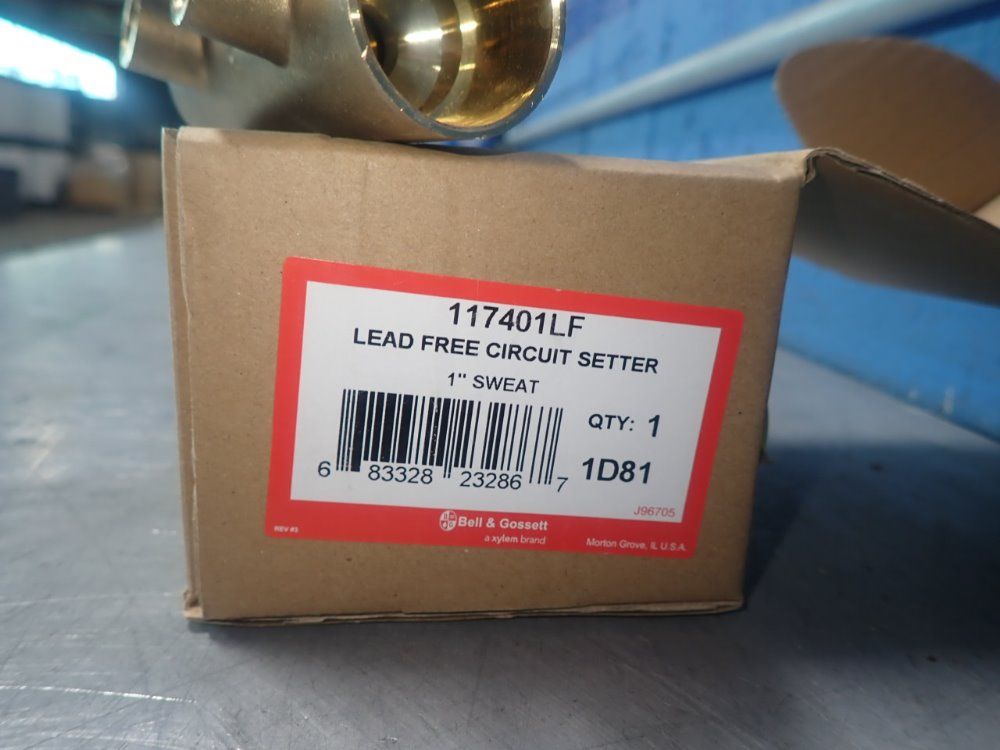 117401LF
LEAD FREE CIRCUIT SETTER
1" SWEAT
QTY: 1
6 83328 23286 7
1D81
J96705
REV #3
Bell & Gossett
a xylem brand
Morton Grove, IL U.S.A.